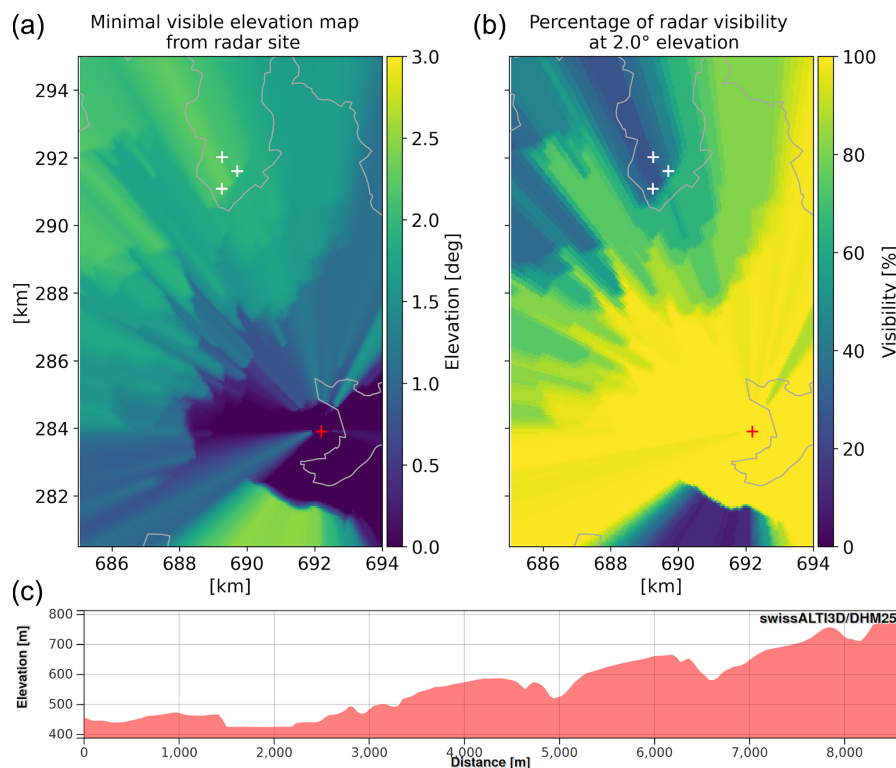 (a)
Minimal visible elevation map
from radar site
(b)
Percentage of radar visibility
at 2.0° elevation
294
292
290
288
286
284
282
[km]
686
688
690
692
694
[km]
3.0
2.5
2.0
1.5
1.0
0.5
0.0
Elevation [deg]
686
688
690
692
694
[km]
100
80
60
40
20
0
Visibility [%]
(c)
swissALTI3D/DHM25
Elevation [m]
800
700
600
500
400
0
1,000
2,000
3,000
4,000
5,000
6,000
7,000
8,000
Distance [m]